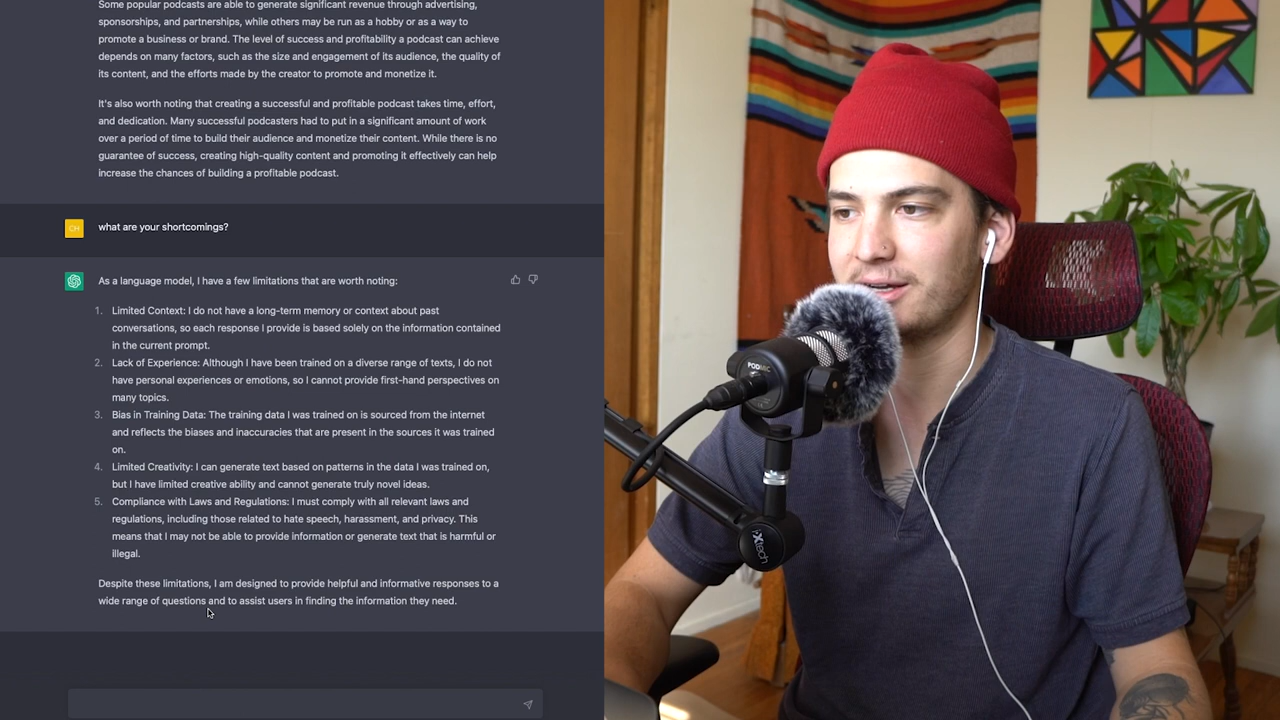 Some popular podcasts are able to generate significant revenue through advertising,
sponsorships, and partnerships, while others may be run as a hobby or as a way to
promote a business or brand. The level of success and profitability a podcast can achieve
depends on many factors, such as the size and engagement of its audience, the quality of
its content, and the efforts made by the creator to promote and monetize it.
It's also worth noting that creating a successful and profitable podcast takes time, effort,
and dedication. Many successful podcasters had to put in a significant amount of work
over a period of time to build their audience and monetize their content. While there is no
guarantee of success, creating high-quality content and promoting it effectively can help
increase the chances of building a profitable podcast.
CH
what are your shortcomings?
As a language model, I have a few limitations that are worth noting:
1. Limited Context: I do not have a long-term memory or context about past
conversations, so each response I provide is based solely on the information contained
in the current prompt.
2. Lack of Experience: Although I have been trained on a diverse range of texts, I do not
have personal experiences or emotions, so I cannot provide first-hand perspectives on
many topics.
3. Bias in Training Data: The training data I was trained on is sourced from the internet
and reflects the biases and inaccuracies that are present in the sources it was trained
on.
4. Limited Creativity: I can generate text based on patterns in the data I was trained on,
but I have limited creative ability and cannot generate truly novel ideas.
5. Compliance with Laws and Regulations: I must comply with all relevant laws and
regulations, including those related to hate speech, harassment, and privacy. This
means that I may not be able to provide information or generate text that is harmful or
illegal.
Despite these limitations, I am designed to provide helpful and informative responses to a
wide range of questions and to assist users in finding the information they need.
PODMIC
iXtech